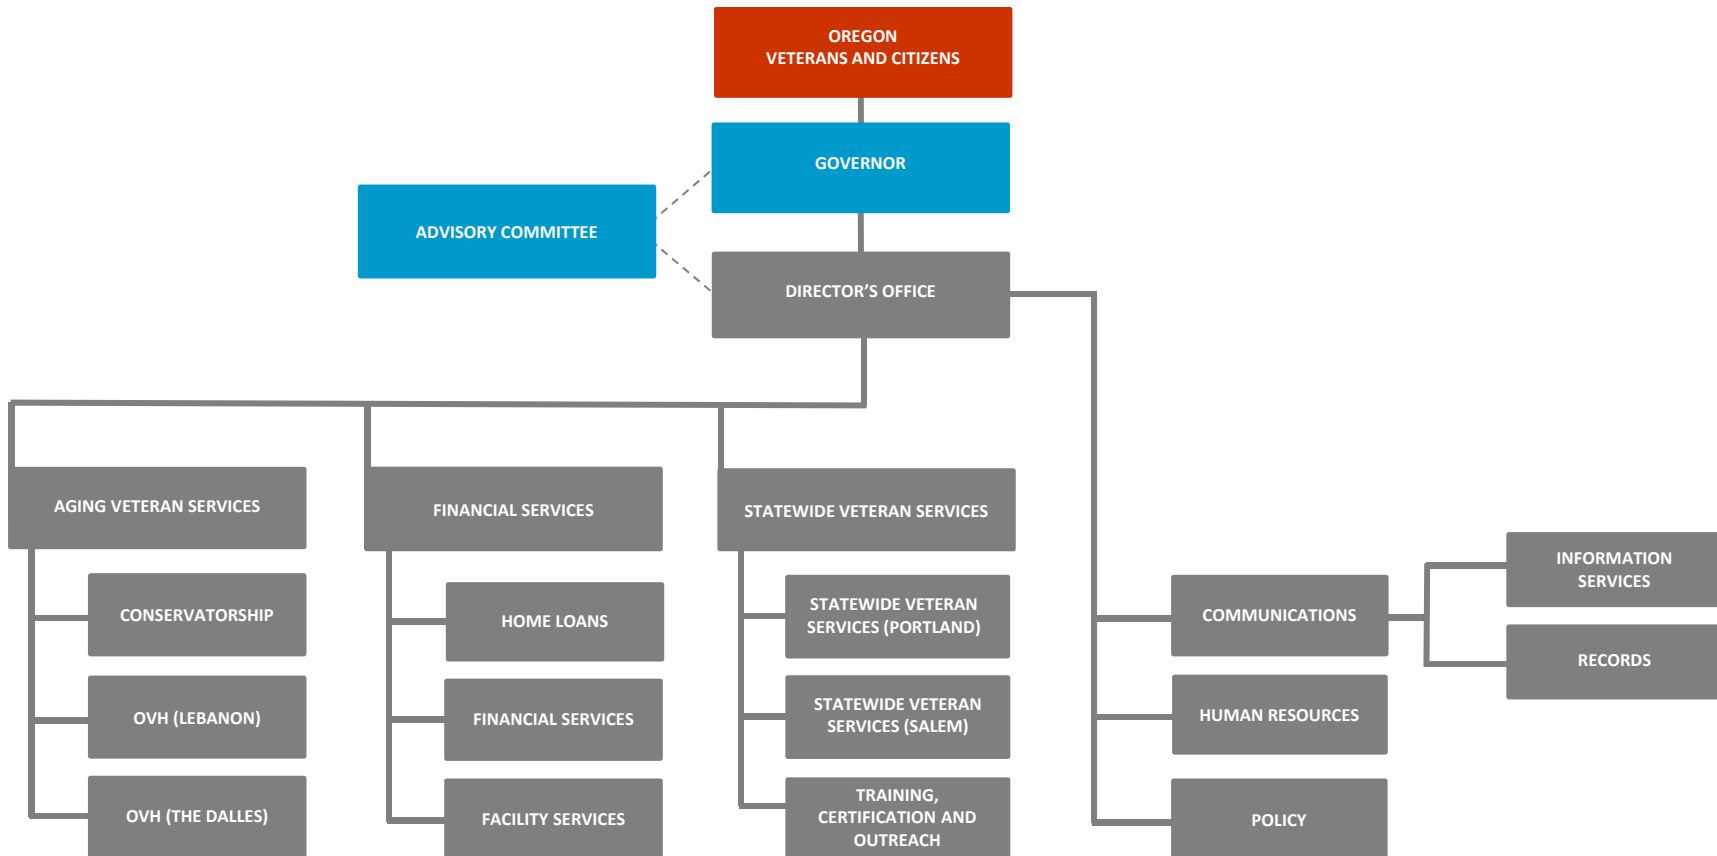 OREGON
VETERANS AND CITIZENS
GOVERNOR
ADVISORY COMMITTEE
DIRECTOR’S OFFICE
AGING VETERAN SERVICES
CONSERVATORSHIP
OVH (LEBANON)
OVH (THE DALLES)
FINANCIAL SERVICES
HOME LOANS
FINANCIAL SERVICES
FACILITY SERVICES
STATEWIDE VETERAN SERVICES
STATEWIDE VETERAN
SERVICES (PORTLAND)
STATEWIDE VETERAN
SERVICES (SALEM)
TRAINING,
CERTIFICATION AND
OUTREACH
COMMUNICATIONS
HUMAN RESOURCES
POLICY
INFORMATION
SERVICES
RECORDS